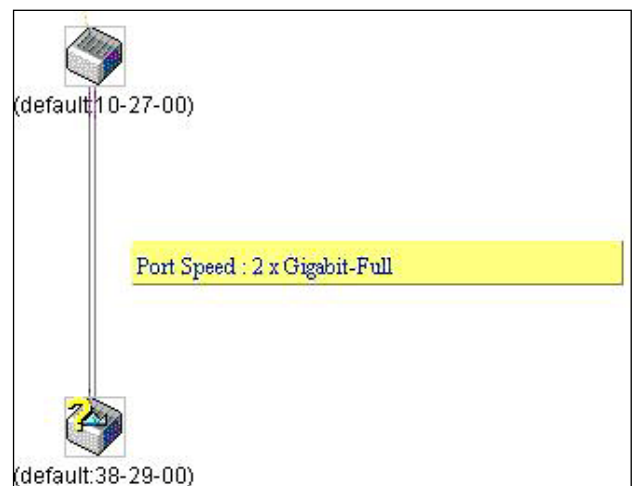 (default:10-27-00)
Port Speed : 2 x Gigabit-Full
(default:38-29-00)